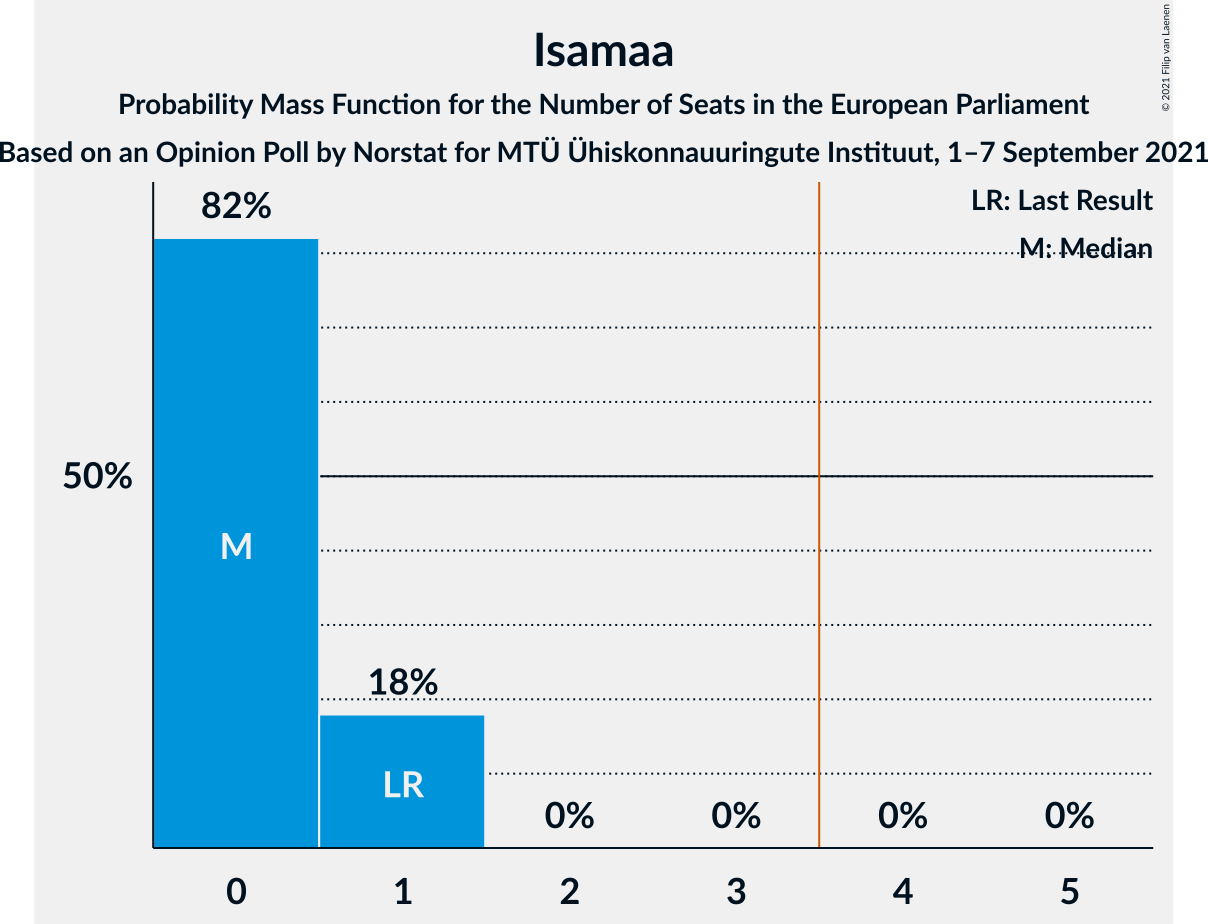 Isamaa
Probability Mass Function for the Number of Seats in the European Parliament
Based on an Opinion Poll by Norstat for MTÜ Ühiskonnauuringute Instituut, 1–7 September 2021
© 2021 Filip van Laenen
LR: Last Result
M: Median
82%
50%
M
18%
LR
0% 0% 0% 0%
0 1 2 3 4 5